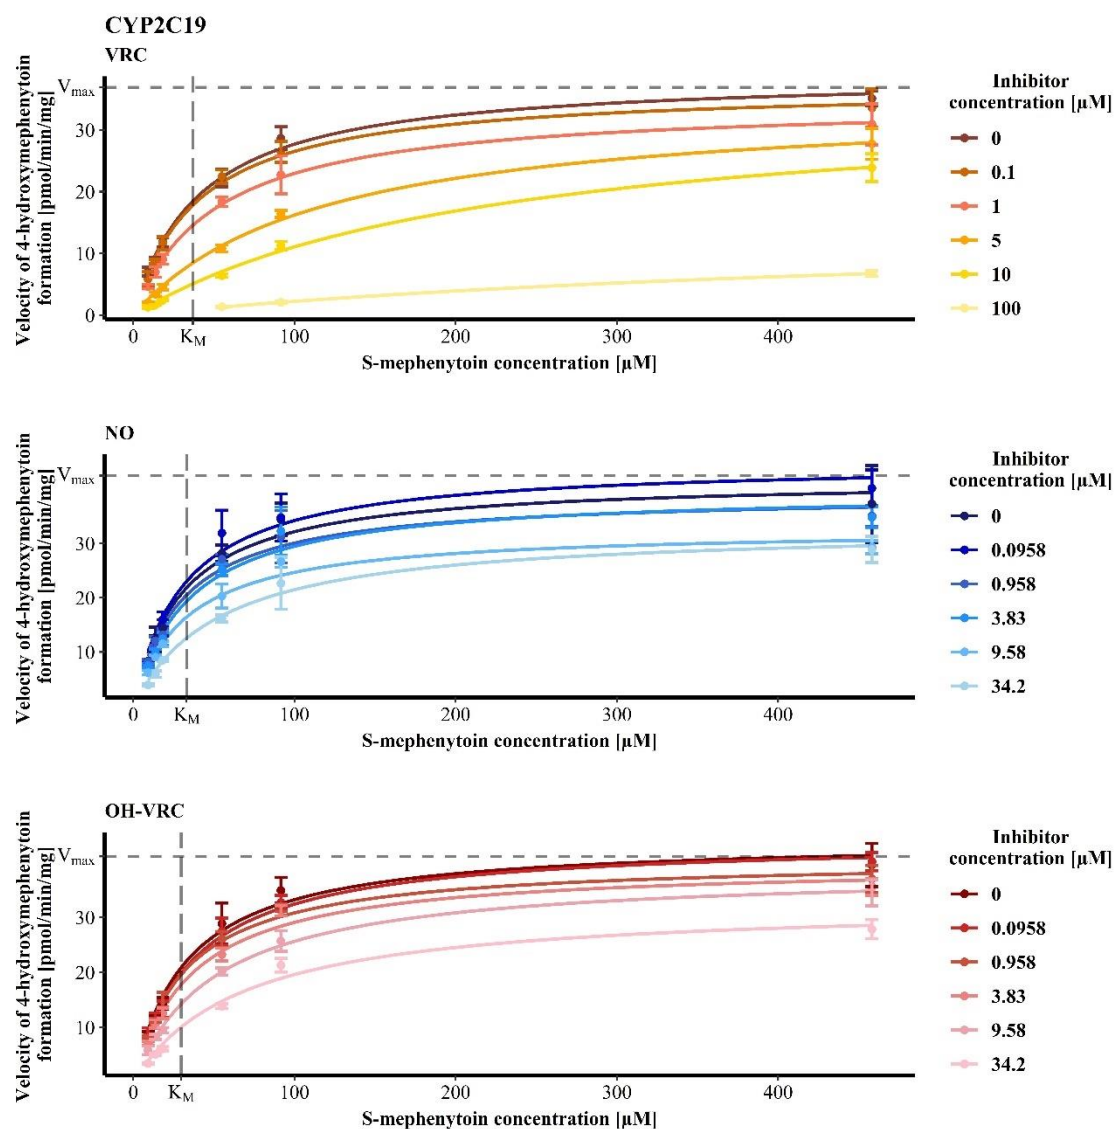 CYP2C19
VRC
Velocity of 4-hydroxymephenytoin
formation [pmol/min/mg]
Vmax
30
20
10
0
0 KM 100 200 300 400
S-mephenytoin concentration [µM]
Inhibitor
concentration [µM]
0
0.1
1
5
10
100
NO
Velocity of 4-hydroxymephenytoin
formation [pmol/min/mg]
Vmax
30
20
10
0 KM 100 200 300 400
S-mephenytoin concentration [µM]
Inhibitor
concentration [µM]
0
0.0958
0.958
3.83
9.58
34.2
OH-VRC
Velocity of 4-hydroxymephenytoin
formation [pmol/min/mg]
Vmax
30
20
10
0 KM 100 200 300 400
S-mephenytoin concentration [µM]
Inhibitor
concentration [µM]
0
0.0958
0.958
3.83
9.58
34.2